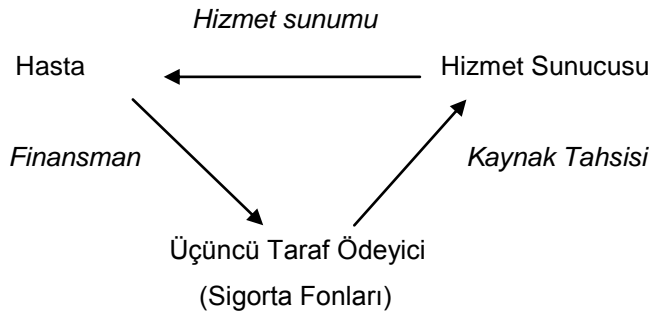 Hizmet sunumu
Hasta
Hizmet Sunucusu
Finansman
Kaynak Tahsisi
Üçüncü Taraf Ödeyici
(Sigorta Fonları)